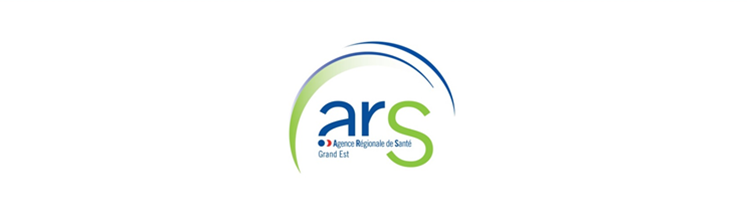 ars
Agence Régionale de Santé
Grand Est